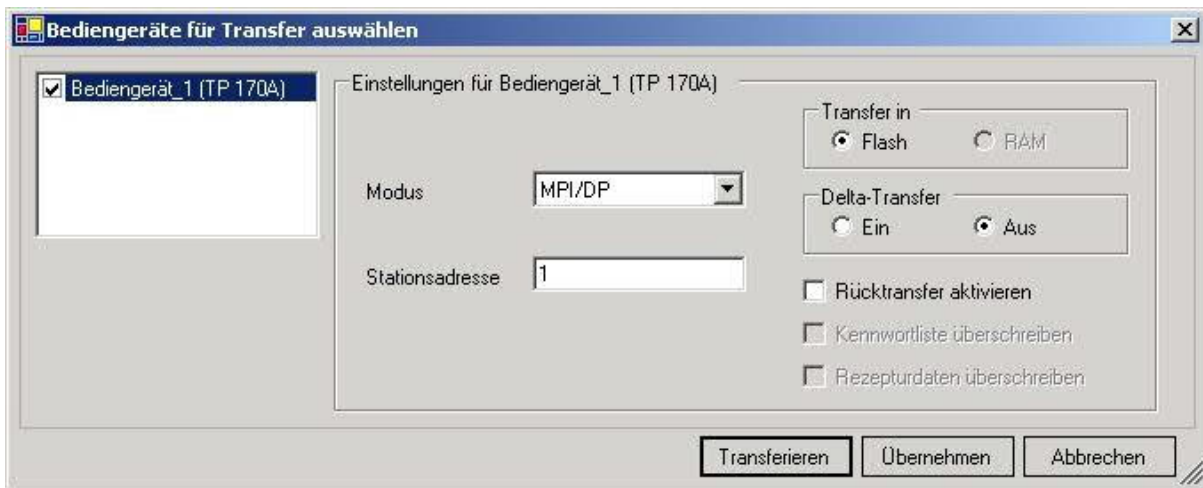 Bediengeräte für Transfer auswählen
Bediengerät_1 (TP 170A)
Einstellungen für Bediengerät_1 (TP 170A)
Modus
MPI/DP
Stationsadresse
1
Transfer in
Flash RAM
Delta-Transfer
Ein Aus
Rücktransfer aktivieren
Kennwortliste überschreiben
Rezepturdaten überschreiben
Transferieren Übernehmen Abbrechen